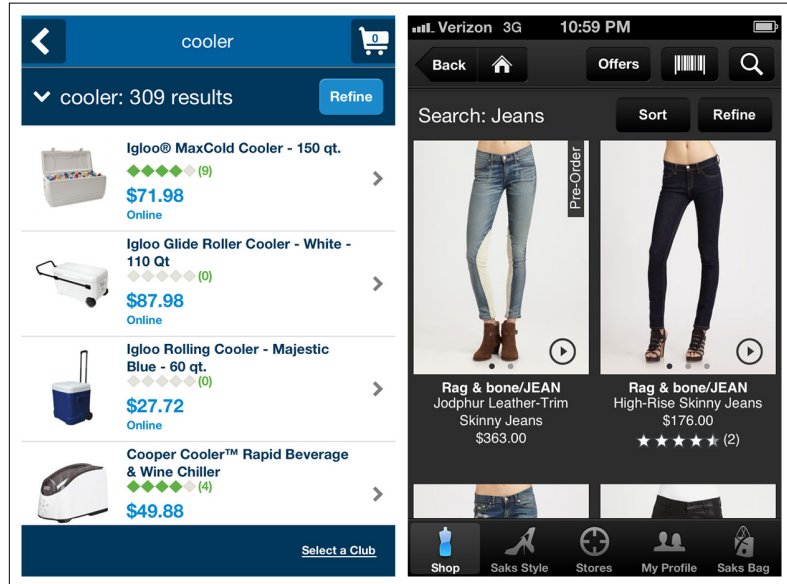 cooler
0
cooler: 309 results
Refine
Igloo® MaxCold Cooler - 150 qt.
(9)
$71.98
Online
Igloo Glide Roller Cooler - White -
110 Qt
(0)
$87.98
Online
Igloo Rolling Cooler - Majestic
Blue - 60 qt.
(0)
$27.72
Online
Cooper Cooler™ Rapid Beverage
& Wine Chiller
(4)
$49.88
Select a Club
Verizon 3G 10:59 PM
Back
Offers
Search: Jeans
Sort
Refine
Pre-Order
Rag & bone/JEAN
Jodphur Leather-Trim
Skinny Jeans
$363.00
Rag & bone/JEAN
High-Rise Skinny Jeans
$176.00
(2)
Shop
Saks Style
Stores
My Profile
Saks Bag